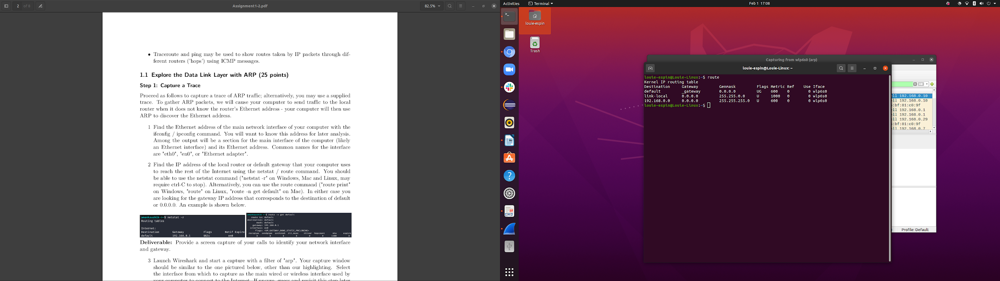 2 of 8
Assignment1-2.pdf
82.5%
• Traceroute and ping may be used to show routes taken by IP packets through dif-
ferent routers ('hops') using ICMP messages.
1.1 Explore the Data Link Layer with ARP (25 points)
Step 1: Capture a Trace
Proceed as follows to capture a trace of ARP traffic; alternatively, you may use a supplied
trace. To gather ARP packets, we will cause your computer to send traffic to the local
router when it does not know the router's Ethernet address - your computer will then use
ARP to discover the Ethernet address.
1 Find the Ethernet address of the main network interface of your computer with the
ifconfig / ipconfig command. You will want to know this address for later analysis.
Among the output will be a section for the main interface of the computer (likely
an Ethernet interface) and its Ethernet address. Common names for the interface
are "eth0", "en0", or "Ethernet adapter".
2 Find the IP address of the local router or default gateway that your computer uses
to reach the rest of the Internet using the netstat / route command. You should
be able to use the netstat command ("netstat -r" on Windows, Mac and Linux, may
require ctrl-C to stop). Alternatively, you can use the route command ("route print"
on Windows, "route" on Linux, "route -n get default" on Mac). In either case you
are looking for the gateway IP address that corresponds to the destination of default
or 0.0.0.0. An example is shown below.
amankaushik->~$ netstat -r
Routing tables
Internet:
Destination Gateway Flags Netif Expire
default 192.168.0.1 UGSc en0
amankaushik->~$ route -n get default
route to: default
destination: default
mask: default
gateway: 192.168.0.1
interface: en0
flags: <UP,GATEWAY,DONE,STATIC,PRCLONING>
recvpipe sendpipe ssthresh rtt,msec rttvar hopcount mtu expire
0 0 0 0 0 0 1500 0
Deliverable: Provide a screen capture of your calls to identify your network interface
and gateway.
3 Launch Wireshark and start a capture with a filter of "arp". Your capture window
should be similar to the one pictured below, other than our highlighting. Select
the interface from which to capture as the main wired or wireless interface used by
your computer to connect to the Internet. If unsure, guess and revisit this step later
Activities Terminal Feb 1 17:08
louie-espin
Trash
Capturing from wlp6s0 (arp)
louie-espin@Louie-Linux: ~
louie-espin@Louie-Linux:~$ route
Kernel IP routing table
Destination Gateway Genmask Flags Metric Ref Use Iface
default _gateway 0.0.0.0 UG 600 0 0 wlp6s0
link-local 0.0.0.0 255.255.0.0 U 1000 0 0 wlp6s0
192.168.0.0 0.0.0.0 255.255.255.0 U 600 0 0 wlp6s0
louie-espin@Louie-Linux:~$
ell 192.168.0.10
ell 192.168.0.10
:bf:81:c0:9f
ell 192.168.0.1
ell 192.168.0.1
ell 192.168.0.29
:bf:81:c0:9f
ell 192.168.0.7
Profile: Default